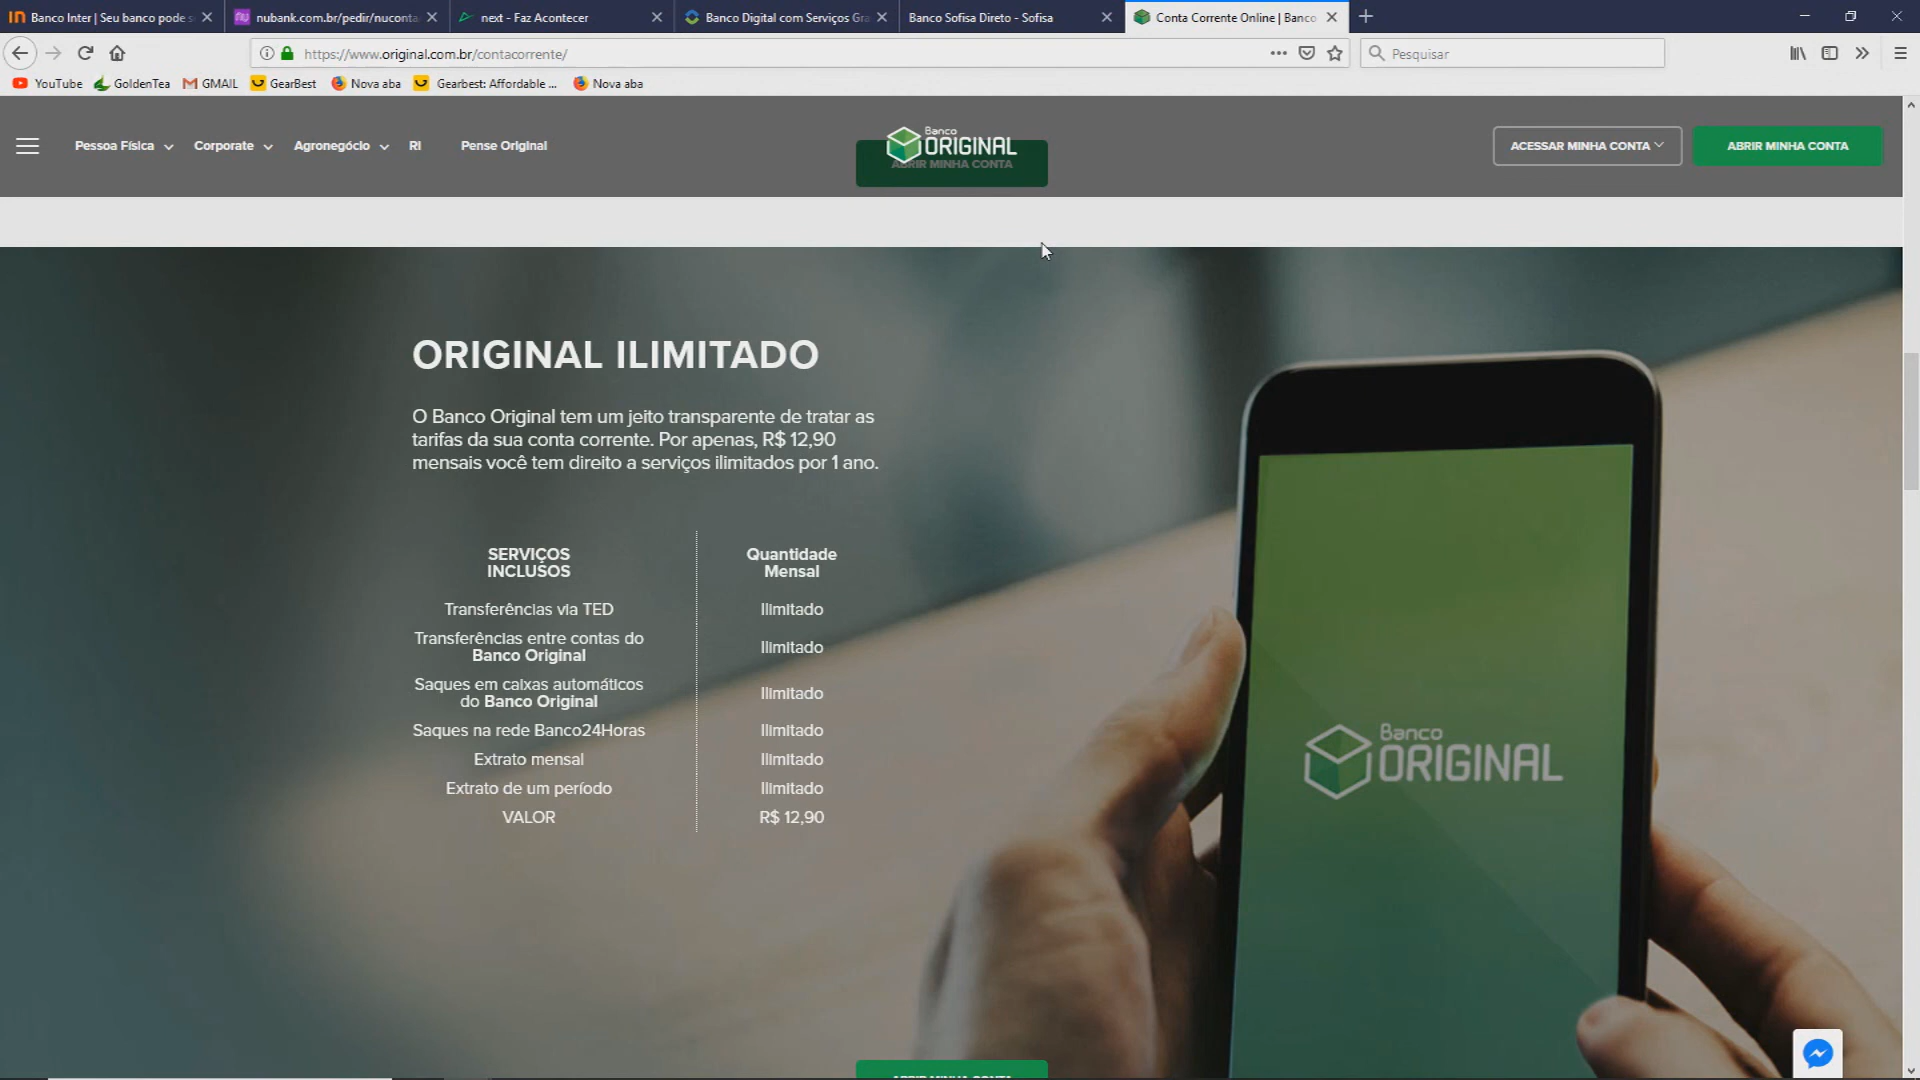 Banco Inter | Seu banco pode s
nubank.com.br/pedir/nuconta
next - Faz Acontecer
Banco Digital com Serviços Gra
Banco Sofisa Direto - Sofisa
Conta Corrente Online | Banco
https://www.original.com.br/contacorrente/
Pesquisar
YouTube
GoldenTea
GMAIL
GearBest
Nova aba
Gearbest: Affordable ...
Nova aba
Pessoa Física
Corporate
Agronegócio
RI
Pense Original
Banco
ORIGINAL
ABRIR MINHA CONTA
ACESSAR MINHA CONTA
ABRIR MINHA CONTA
ORIGINAL ILIMITADO
O Banco Original tem um jeito transparente de tratar as
tarifas da sua conta corrente. Por apenas, R$ 12,90
mensais você tem direito a serviços ilimitados por 1 ano.
SERVIÇOS
INCLUSOS
Quantidade
Mensal
Transferências via TED
Ilimitado
Transferências entre contas do
Banco Original
Ilimitado
Saques em caixas automáticos
do Banco Original
Ilimitado
Saques na rede Banco24Horas
Ilimitado
Extrato mensal
Ilimitado
Extrato de um período
Ilimitado
VALOR
R$ 12,90
Banco
ORIGINAL
ABRIR MINHA CONTA